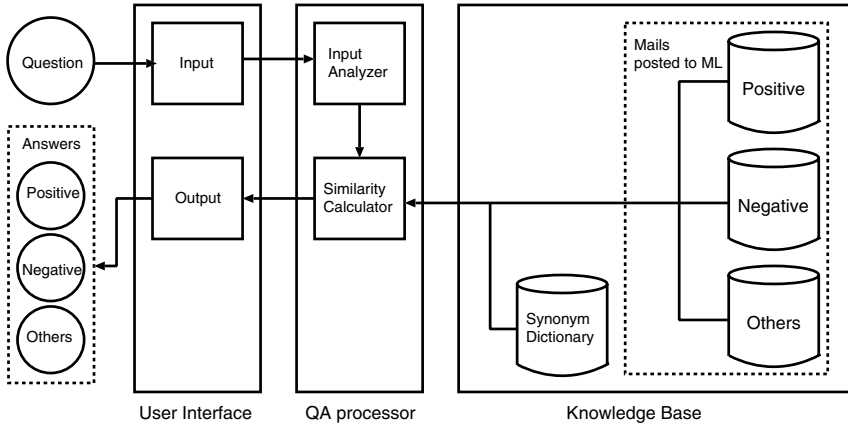 Question
Input
Input
Analyzer
Mails
posted to ML
Positive
Answers
Positive
Negative
Others
Output
Similarity
Calculator
Negative
Synonym
Dictionary
Others
User Interface
QA processor
Knowledge Base